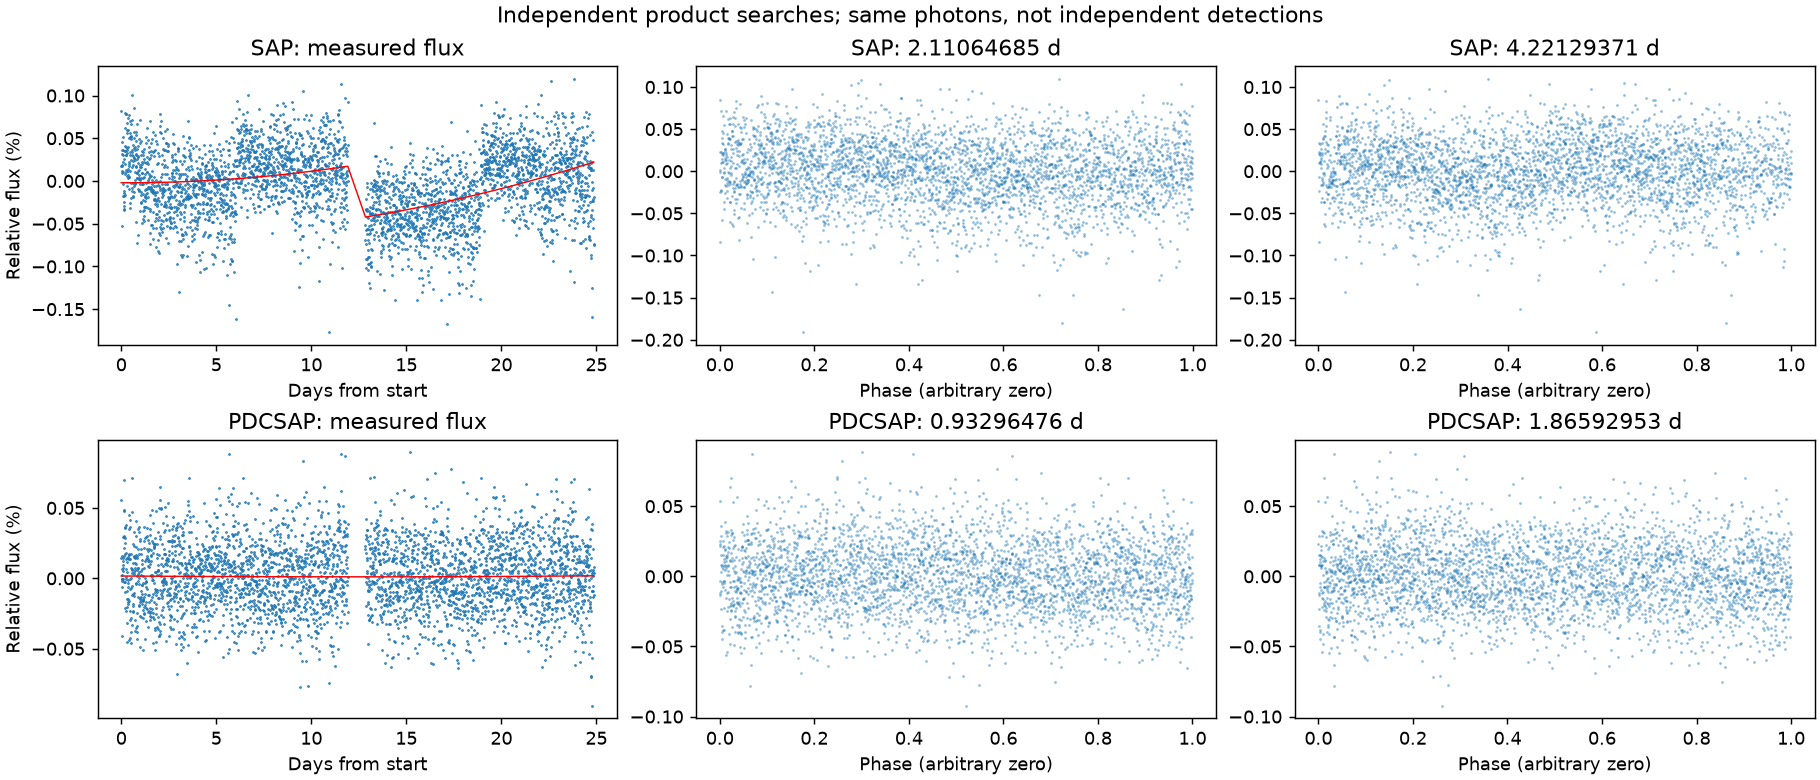 Independent product searches; same photons, not independent detections
SAP: measured flux
Relative flux (%)
0.10
0.05
0.00
−0.05
−0.10
−0.15
0 5 10 15 20 25
Days from start
SAP: 2.11064685 d
0.10
0.05
0.00
−0.05
−0.10
−0.15
−0.20
0.0 0.2 0.4 0.6 0.8 1.0
Phase (arbitrary zero)
SAP: 4.22129371 d
0.10
0.05
0.00
−0.05
−0.10
−0.15
−0.20
0.0 0.2 0.4 0.6 0.8 1.0
Phase (arbitrary zero)
PDCSAP: measured flux
Relative flux (%)
0.05
0.00
−0.05
0 5 10 15 20 25
Days from start
PDCSAP: 0.93296476 d
0.05
0.00
−0.05
−0.10
0.0 0.2 0.4 0.6 0.8 1.0
Phase (arbitrary zero)
PDCSAP: 1.86592953 d
0.05
0.00
−0.05
−0.10
0.0 0.2 0.4 0.6 0.8 1.0
Phase (arbitrary zero)